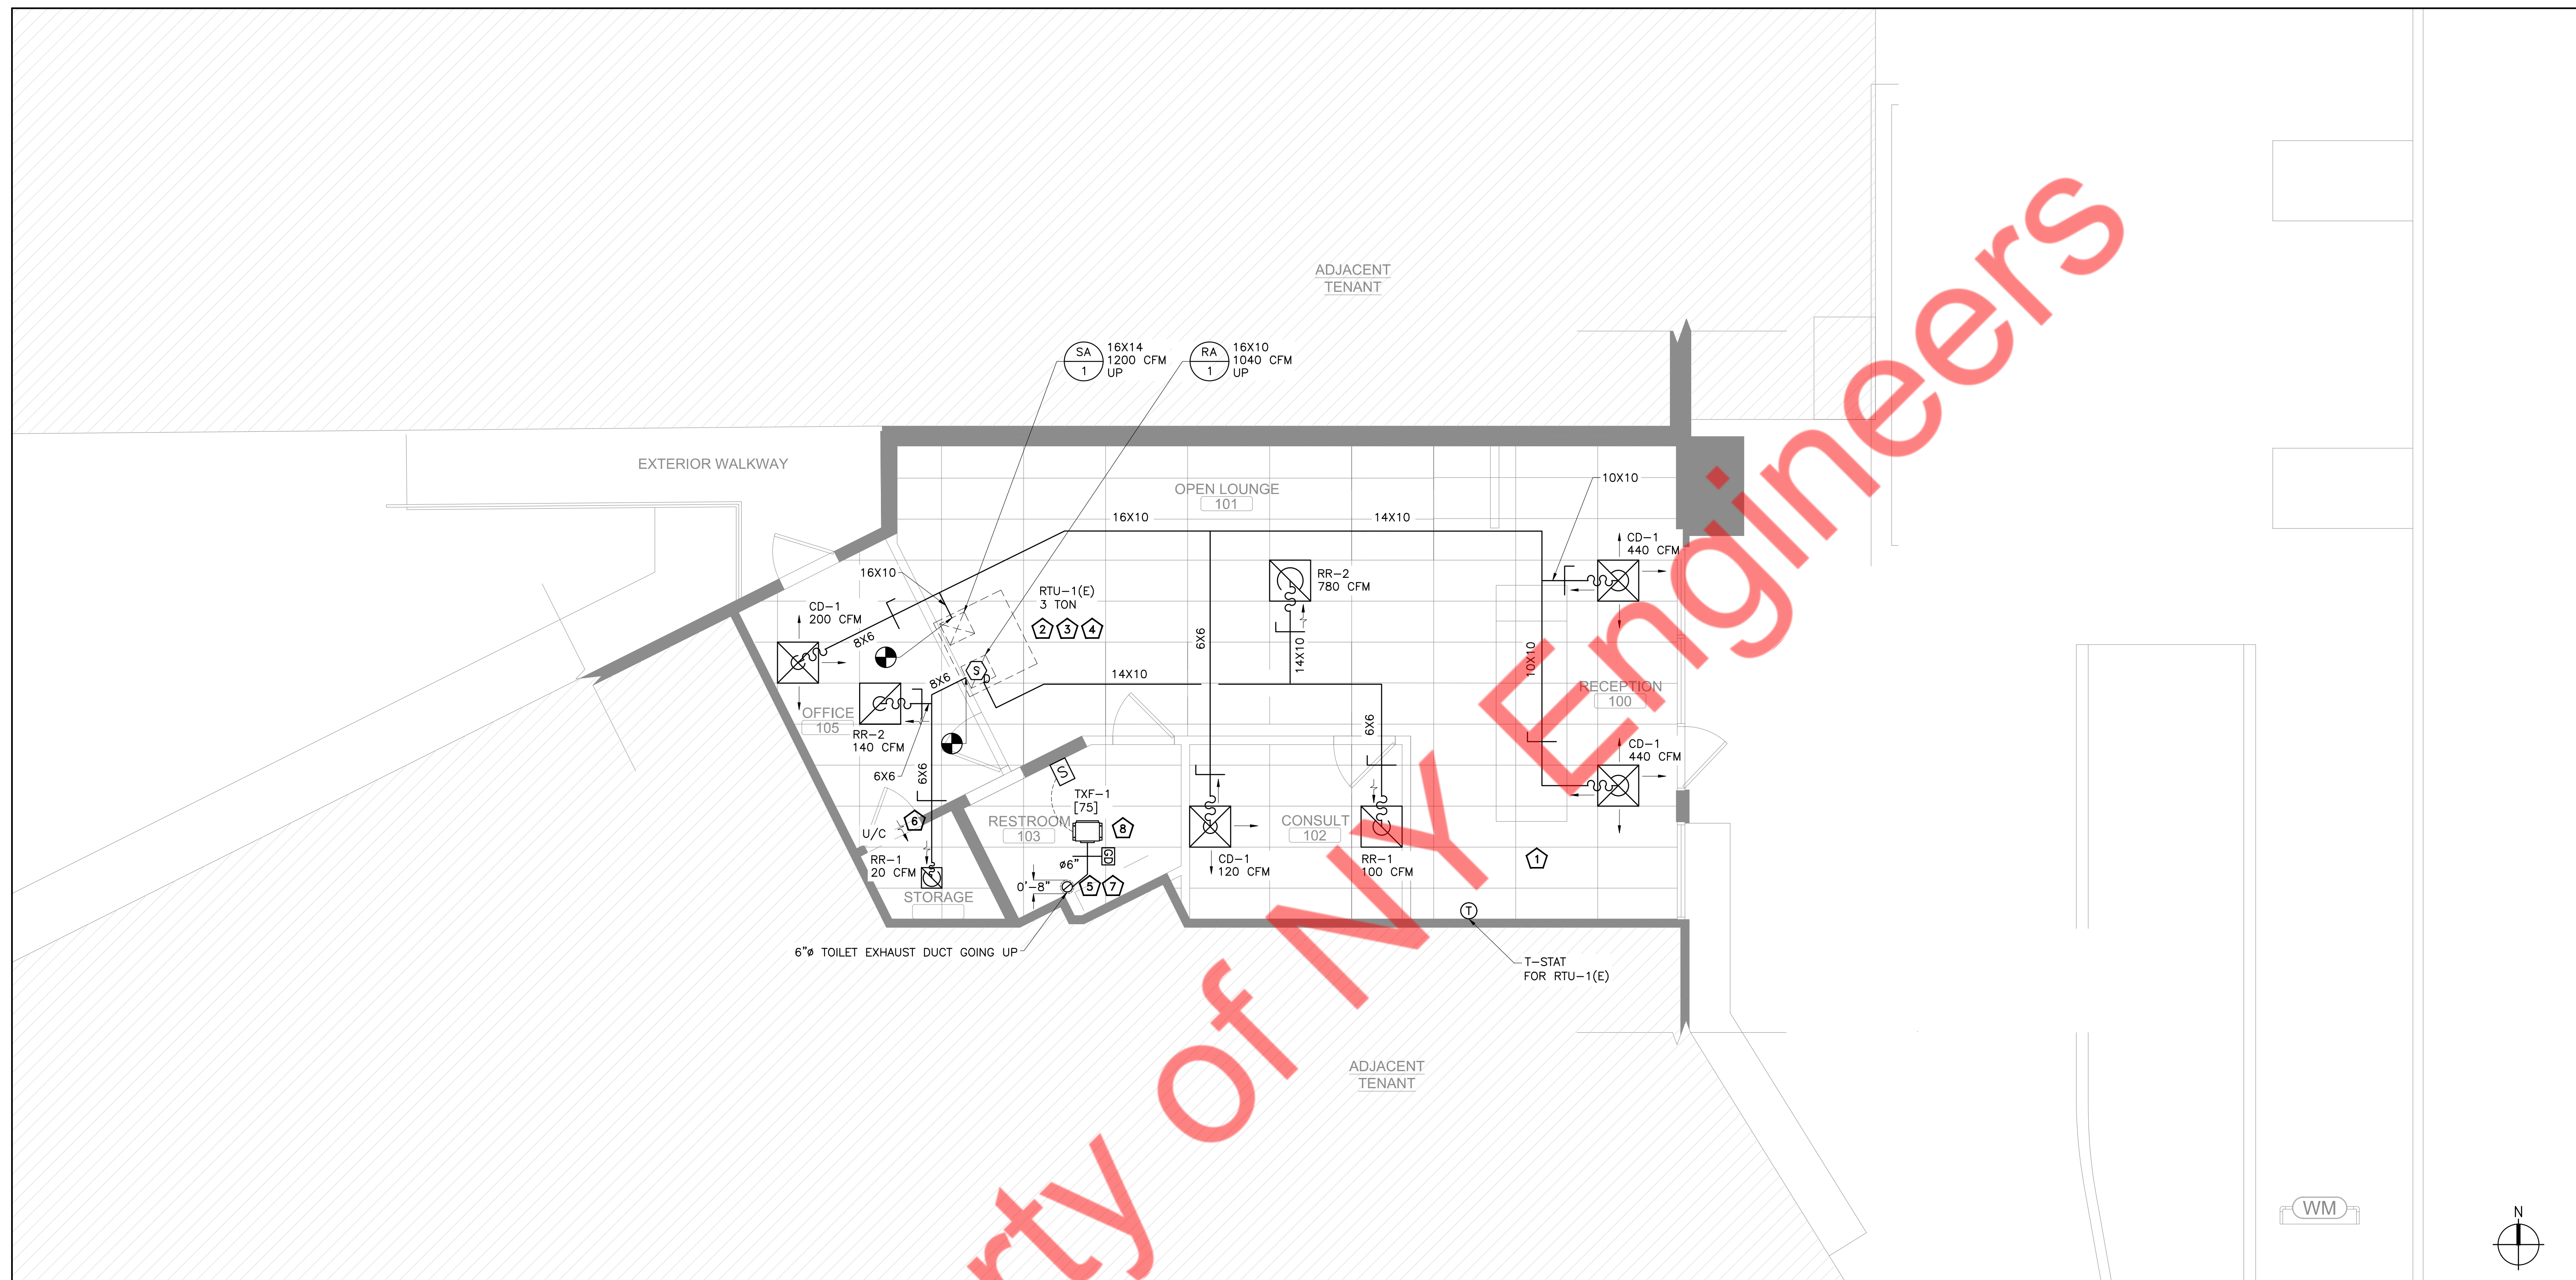 ADJACENT
TENANT
SA
1
16X14
1200 CFM
UP
RA
1
16X10
1040 CFM
UP
EXTERIOR WALKWAY
OPEN LOUNGE
101
10X10
16X10
14X10
CD-1
440 CFM
16X10
RTU-1(E)
3 TON
2
3
4
RR-2
780 CFM
CD-1
200 CFM
8X6
6X6
14X10
10X10
S
8X6
14X10
RECEPTION
100
OFFICE
105
RR-2
140 CFM
6X6
CD-1
440 CFM
6X6
6X6
S
TXF-1
[75]
6
U/C
RESTROOM
103
8
CONSULT
102
RR-1
20 CFM
GD
ø6"
CD-1
120 CFM
RR-1
100 CFM
1
0'-8"
5
7
STORAGE
T
6"ø TOILET EXHAUST DUCT GOING UP
T-STAT
FOR RTU-1(E)
ADJACENT
TENANT
WM
N
rty of NY Engineers